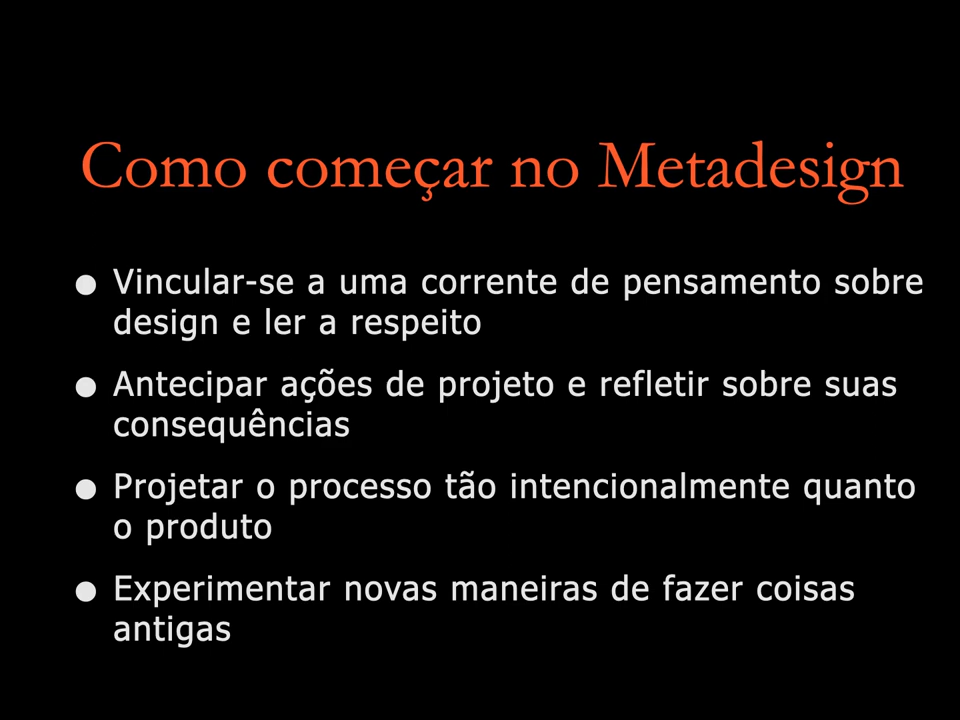 Como começar no Metadesign
• Vincular-se a uma corrente de pensamento sobre
design e ler a respeito
• Antecipar ações de projeto e refletir sobre suas
consequências
• Projetar o processo tão intencionalmente quanto
o produto
• Experimentar novas maneiras de fazer coisas
antigas